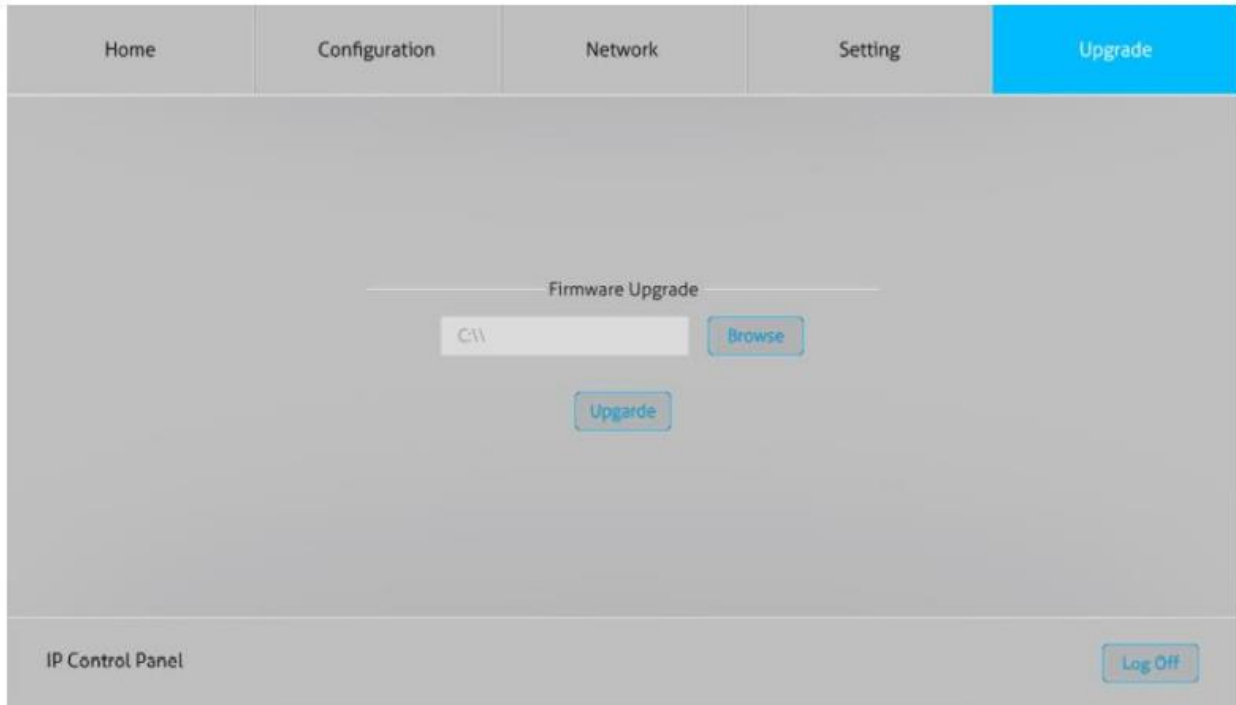 Home Configuration Network Setting Upgrade
Firmware Upgrade
C:\\ Browse
Upgarde
IP Control Panel Log Off